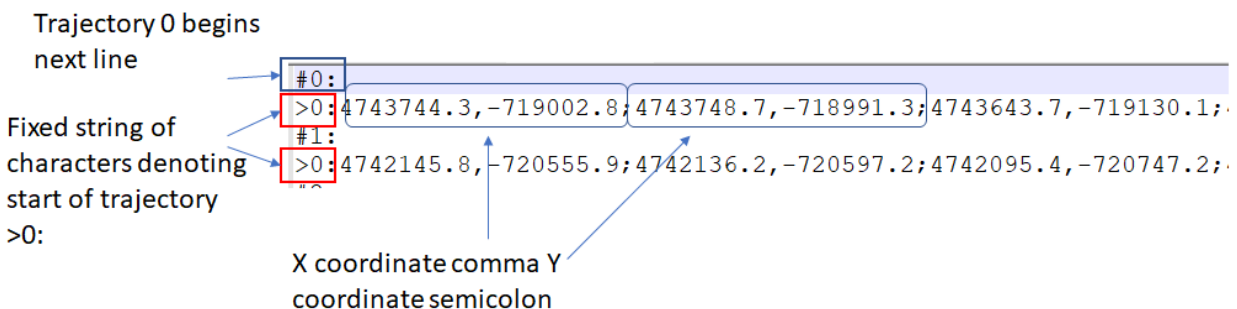 Trajectory 0 begins
next line
#0:
>0:4743744.3,-719002.8;4743748.7,-718991.3;4743643.7,-719130.1;
Fixed string of
characters denoting
start of trajectory
>0:
#1:
>0:4742145.8,-720555.9;4742136.2,-720597.2;4742095.4,-720747.2;
X coordinate comma Y
coordinate semicolon